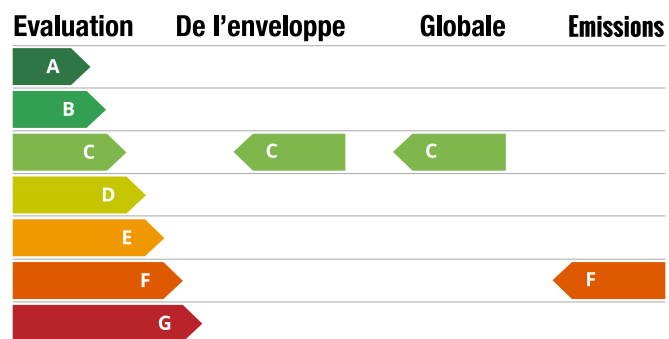 Evaluation De l’enveloppe Globale Emissions
A
B
C C C
D
E
F F
G